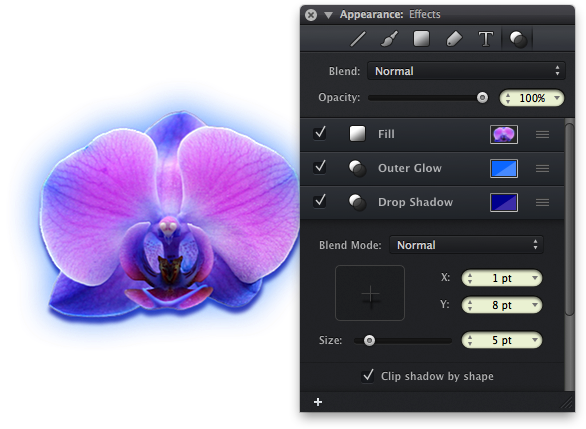 Appearance: Effects
T
Blend: Normal
Opacity: 100%
Fill
Outer Glow
Drop Shadow
Blend Mode: Normal
X: 1 pt
Y: 8 pt
Size: 5 pt
Clip shadow by shape